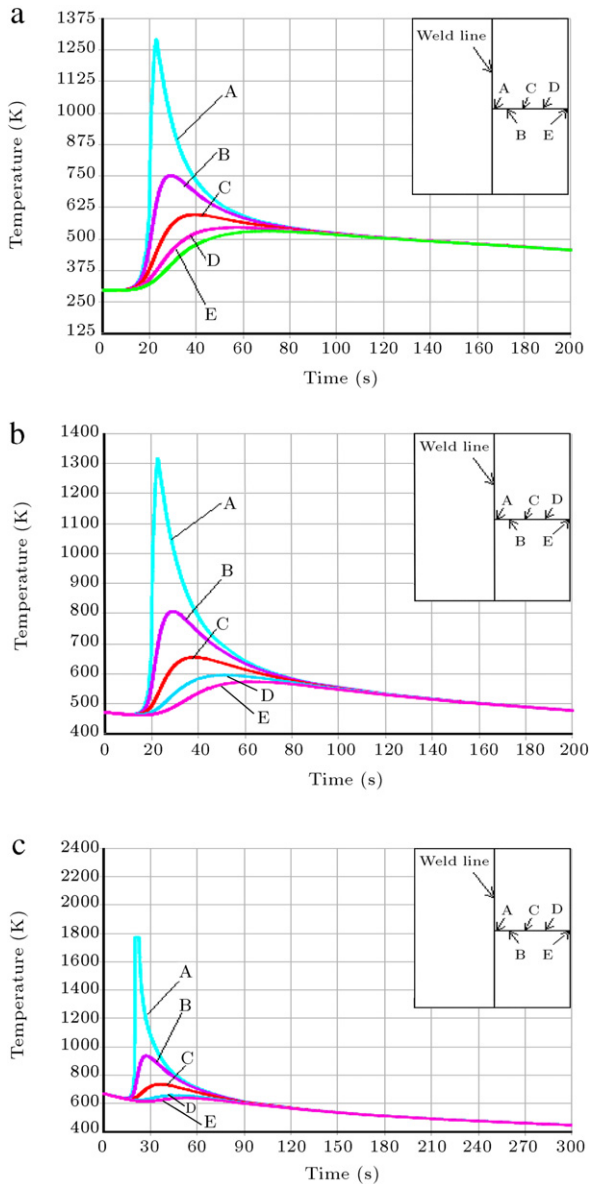 a
1375
1250
1125
1000
875
750
625
500
375
250
125
Temperature (K)
A
B
C
D
E
Weld line
A C D
B E
0 20 40 60 80 100 120 140 160 180 200
Time (s)
b
1400
1300
1200
1100
1000
900
800
700
600
500
400
Temperature (K)
A
B
C
D
E
Weld line
A C D
B E
0 20 40 60 80 100 120 140 160 180 200
Time (s)
c
2400
2200
2000
1800
1600
1400
1200
1000
800
600
400
Temperature (K)
A
B
C
D
E
Weld line
A C D
B E
0 30 60 90 120 150 180 210 240 270 300
Time (s)